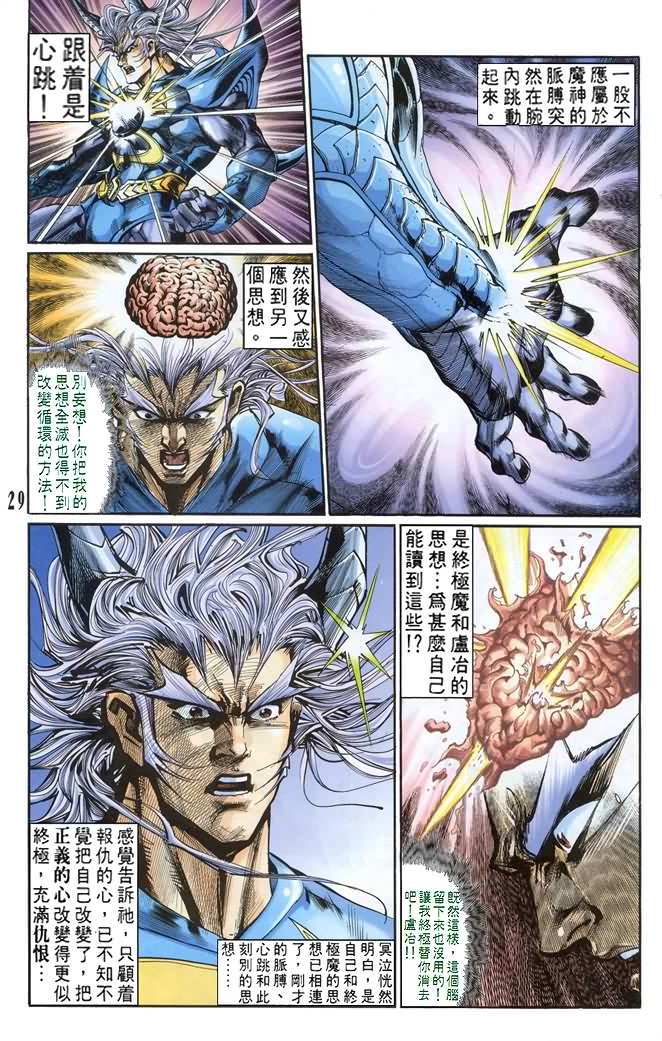 一股不
應屬於
魔神的
脈膊突
然在腕
內跳動
起來。
跟着是
心跳！
然後又感
應到另一
個思想。
別妄想！你把我的
思想全滅也得不到
改變循環的方法！
29
是終極魔和盧冶的
思想…為甚麼自己
能讀到這些!?
旣然這樣，這個腦
留下來也沒用的！
讓我終極替你消去
吧！盧冶!!
冥泣恍然
明白，是
自己和終
極魔的思
想已相連
了，剛才
的脈膊、
心跳和此
刻別的思
想……
感覺告訴祂，只顧着
報仇的心，已不知不
覺把自己改變了，把
正義的心改變得更似
終極，充滿仇恨…